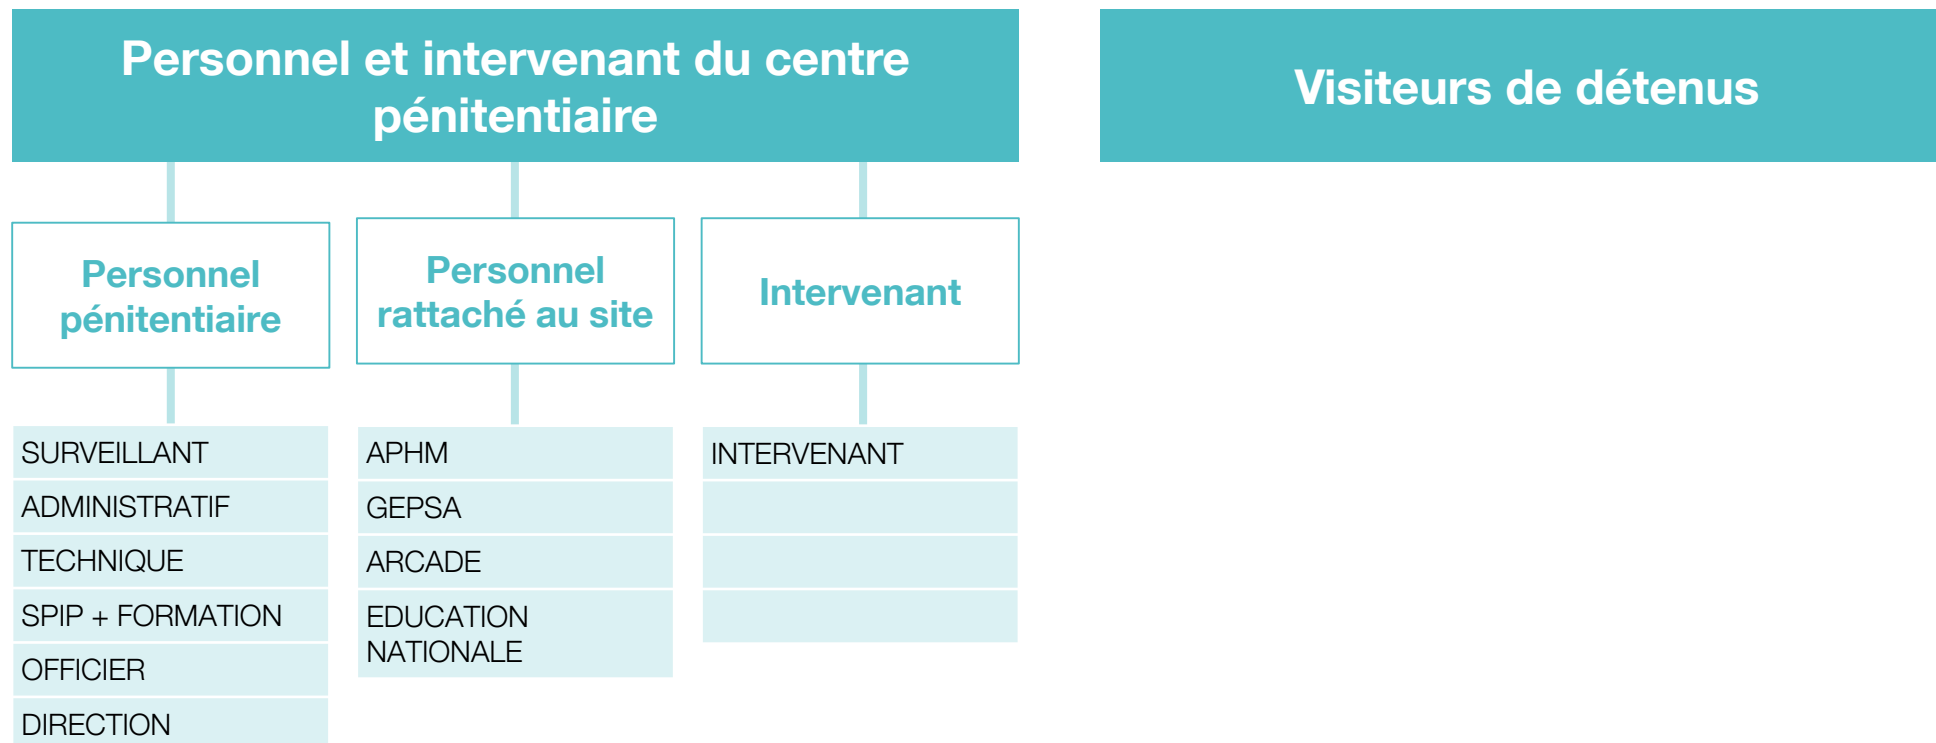 Personnel et intervenant du centre
pénitentiaire
Visiteurs de détenus
Personnel
pénitentiaire
Personnel
rattaché au site
Intervenant
SURVEILLANT
ADMINISTRATIF
TECHNIQUE
SPIP + FORMATION
OFFICIER
DIRECTION
APHM
GEPSA
ARCADE
EDUCATION
NATIONALE
INTERVENANT